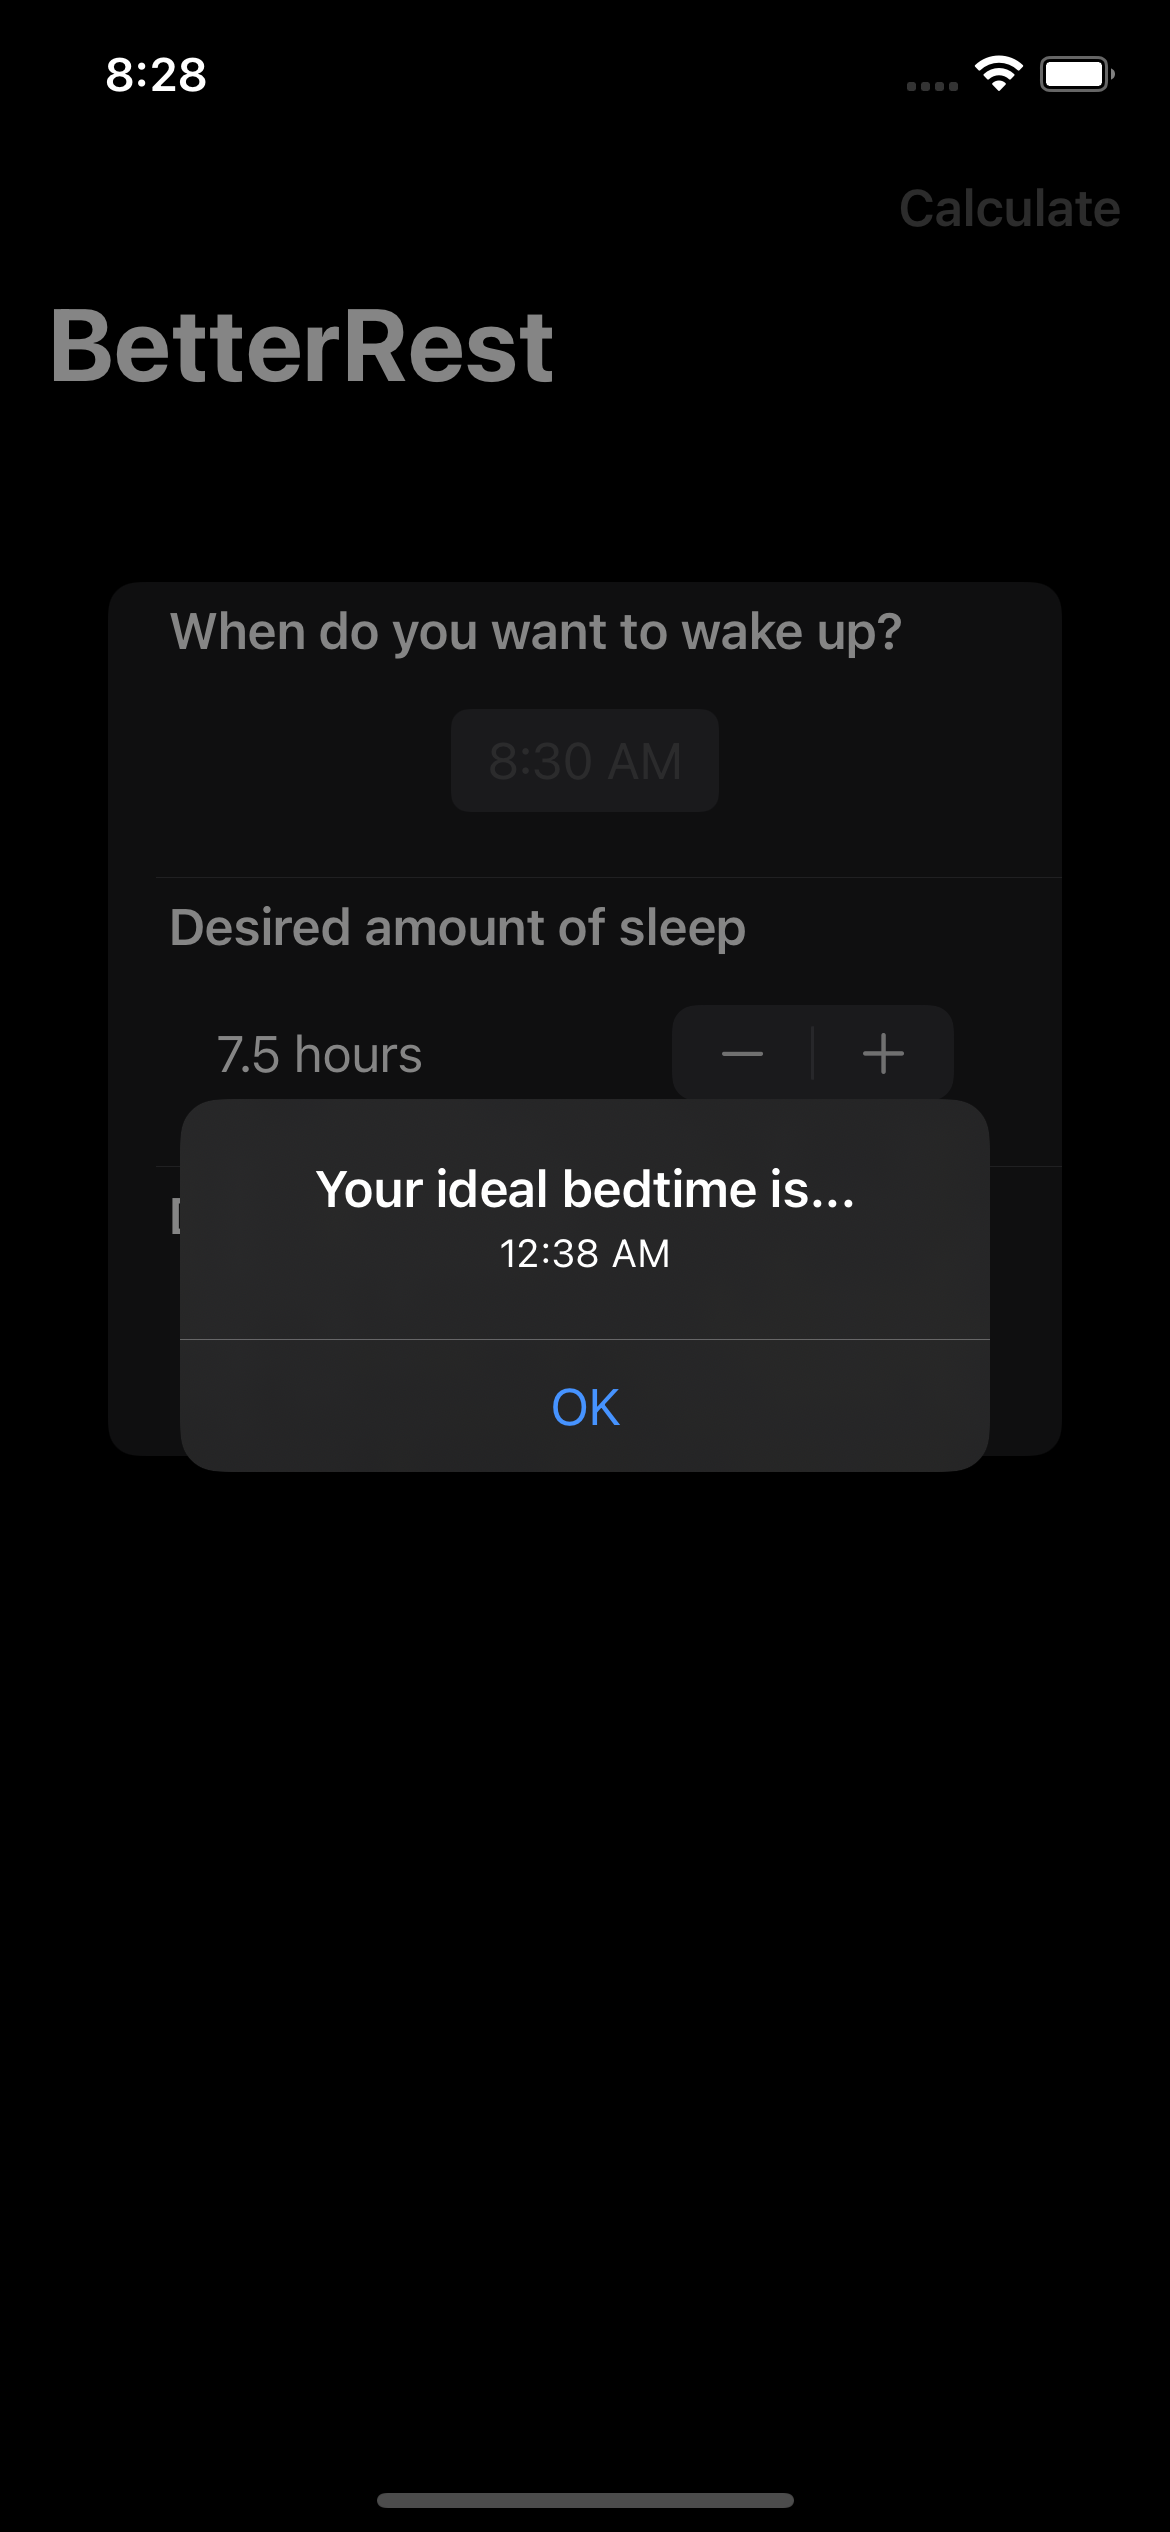 8:28
Calculate
BetterRest
When do you want to wake up?
8:30 AM
Desired amount of sleep
7.5 hours
Your ideal bedtime is...
12:38 AM
OK